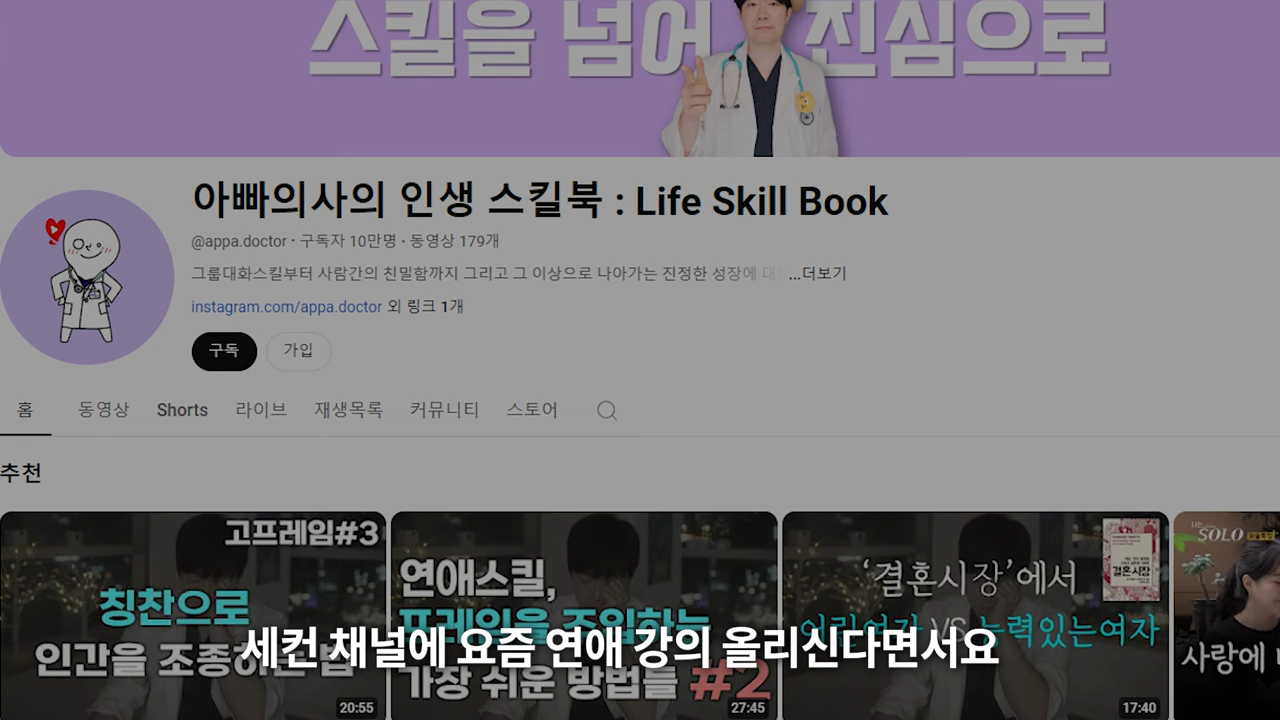 스킬을 넘어 진심으로
아빠의사의 인생 스킬북 : Life Skill Book
@appa.doctor · 구독자 10만명 · 동영상 179개
그룹대화스킬부터 사람간의 친밀함까지 그리고 그 이상으로 나아가는 진정한 성장에 ...더보기
instagram.com/appa.doctor 외 링크 1개
구독 가입
홈 동영상 Shorts 라이브 재생목록 커뮤니티 스토어
추천
고프레임#3
칭찬으로
인간을 조종하는 법
20:55
연애스킬,
프레임을 조입하는
가장 쉬운 방법들 #2
27:45
'결혼시장'에서
어린여자 VS 능력있는여자
결혼시장
17:40
SOLO
사랑에
세컨 채널에 요즘 연애 강의 올리신다면서요